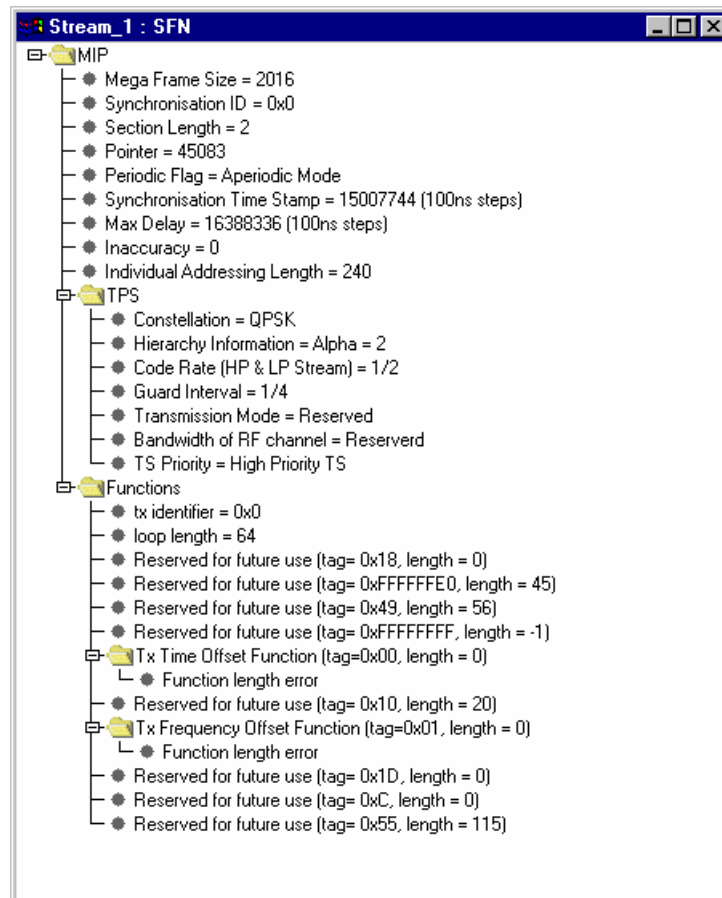 Stream_1 : SFN
MIP
Mega Frame Size = 2016
Synchronisation ID = 0x0
Section Length = 2
Pointer = 45083
Periodic Flag = Aperiodic Mode
Synchronisation Time Stamp = 15007744 (100ns steps)
Max Delay = 16388336 (100ns steps)
Inaccuracy = 0
Individual Addressing Length = 240
TPS
Constellation = QPSK
Hierarchy Information = Alpha = 2
Code Rate (HP & LP Stream) = 1/2
Guard Interval = 1/4
Transmission Mode = Reserved
Bandwidth of RF channel = Reserverd
TS Priority = High Priority TS
Functions
tx identifier = 0x0
loop length = 64
Reserved for future use (tag= 0x18, length = 0)
Reserved for future use (tag= 0xFFFFFFE0, length = 45)
Reserved for future use (tag= 0x49, length = 56)
Reserved for future use (tag= 0xFFFFFFFF, length = -1)
Tx Time Offset Function (tag=0x00, length = 0)
Function length error
Reserved for future use (tag= 0x10, length = 20)
Tx Frequency Offset Function (tag=0x01, length = 0)
Function length error
Reserved for future use (tag= 0x1D, length = 0)
Reserved for future use (tag= 0xC, length = 0)
Reserved for future use (tag= 0x55, length = 115)